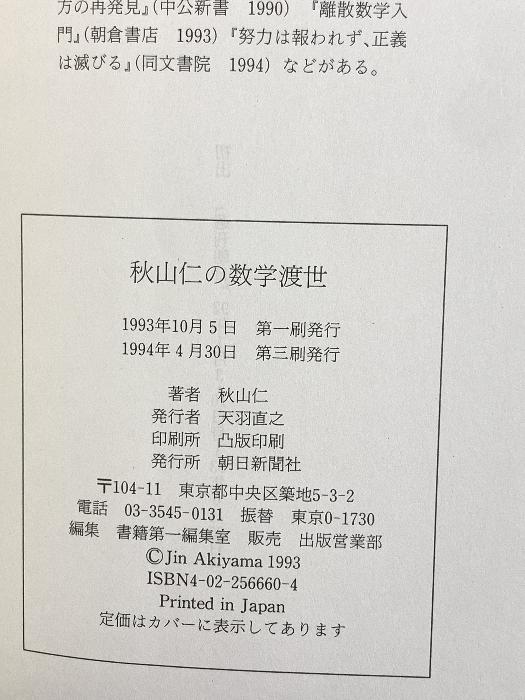 方の再発見』(中公新書　1990)　『離散数学入
門』(朝倉書店　1993)『努力は報われず、正義
は滅びる』(同文書院　1994) などがある。
秋山仁の数学渡世
1993年10月5日　第一刷発行
1994年4月30日　第三刷発行
著者　秋山仁
発行者　天羽直之
印刷所　凸版印刷
発行所　朝日新聞社
〒104-11　東京都中央区築地5-3-2
電話　03-3545-0131　振替　東京0-1730
編集　書籍第一編集室　販売　出版営業部
©Jin Akiyama 1993
ISBN4-02-256660-4
Printed in Japan
定価はカバーに表示してあります